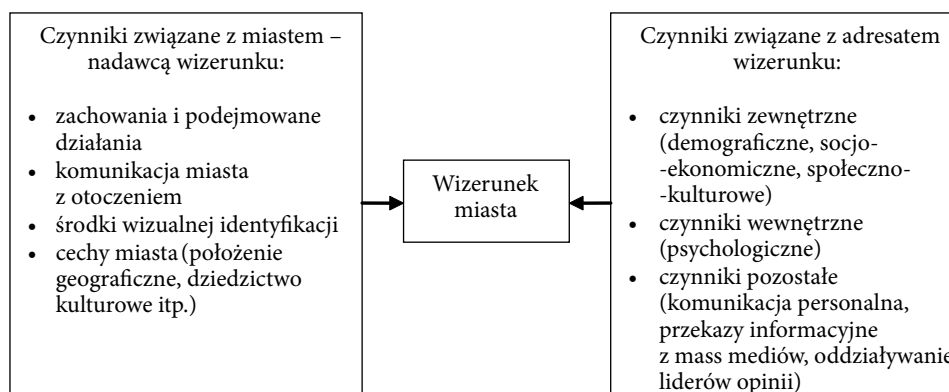 Czynniki związane z miastem –
nadawcą wizerunku:
• zachowania i podejmowane
działania
• komunikacja miasta
z otoczeniem
• środki wizualnej identyfikacji
• cechy miasta (położenie
geograficzne, dziedzictwo
kulturowe itp.)
Wizerunek
miasta
Czynniki związane z adresatem
wizerunku:
• czynniki zewnętrzne
(demograficzne, socjo-
-ekonomiczne, społeczno-
-kulturowe)
• czynniki wewnętrzne
(psychologiczne)
• czynniki pozostałe
(komunikacja personalna,
przekazy informacyjne
z mass mediów, oddziaływanie
liderów opinii)